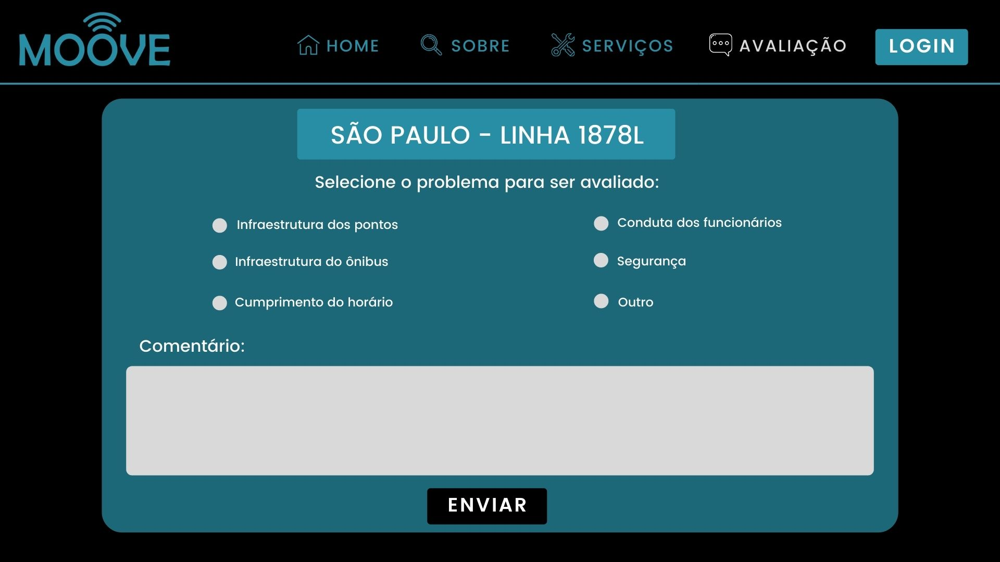 MOOVE
HOME
SOBRE
SERVIÇOS
AVALIAÇÃO
LOGIN
SÃO PAULO - LINHA 1878L
Selecione o problema para ser avaliado:
Infraestrutura dos pontos
Conduta dos funcionários
Infraestrutura do ônibus
Segurança
Cumprimento do horário
Outro
Comentário:
ENVIAR